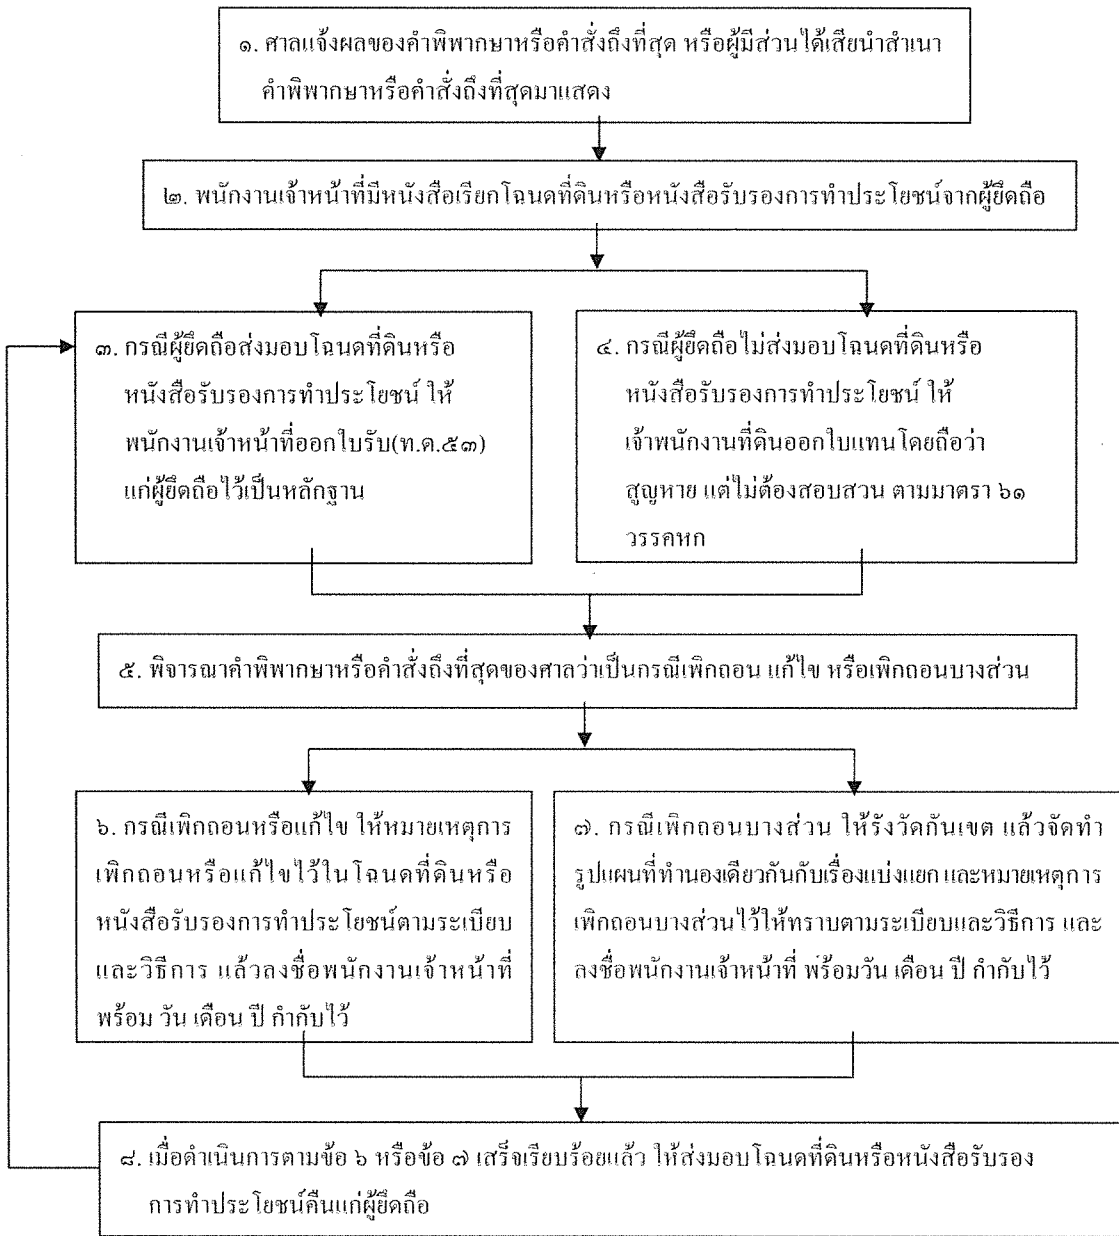 ๑. ศาลแจ้งผลของคำพิพากษาหรือคำสั่งถึงที่สุด หรือผู้มีส่วนได้เสียนำสำเนา
คำพิพากษาหรือคำสั่งถึงที่สุดมาแสดง
๒. พนักงานเจ้าหน้าที่มีหนังสือเรียกโฉนดที่ดินหรือหนังสือรับรองการทำประโยชน์จากผู้ยึดถือ
๓. กรณีผู้ยึดถือส่งมอบโฉนดที่ดินหรือ
หนังสือรับรองการทำประโยชน์ ให้
พนักงานเจ้าหน้าที่ออกใบรับ(ท.ด.๕๓)
แก่ผู้ยึดถือไว้เป็นหลักฐาน
๔. กรณีผู้ยึดถือไม่ส่งมอบโฉนดที่ดินหรือ
หนังสือรับรองการทำประโยชน์ ให้
เจ้าพนักงานที่ดินออกใบแทนโดยถือว่า
สูญหาย แต่ไม่ต้องสอบสวน ตามมาตรา ๖๑
วรรคหก
๕. พิจารณาคำพิพากษาหรือคำสั่งถึงที่สุดของศาลว่าเป็นกรณีเพิกถอน แก้ไข หรือเพิกถอนบางส่วน
๖. กรณีเพิกถอนหรือแก้ไข ให้หมายเหตุการ
เพิกถอนหรือแก้ไขไว้ในโฉนดที่ดินหรือ
หนังสือรับรองการทำประโยชน์ตามระเบียบ
และวิธีการ แล้วลงชื่อพนักงานเจ้าหน้าที่
พร้อม วัน เดือน ปี กำกับไว้
๗. กรณีเพิกถอนบางส่วน ให้รังวัดกันเขต แล้วจัดทำ
รูปแผนที่ทำนองเดียวกันกับเรื่องแบ่งแยก และหมายเหตุการ
เพิกถอนบางส่วนไว้ให้ทราบตามระเบียบและวิธีการ และ
ลงชื่อพนักงานเจ้าหน้าที่ พร้อมวัน เดือน ปี กำกับไว้
๘. เมื่อดำเนินการตามข้อ ๖ หรือข้อ ๗ เสร็จเรียบร้อยแล้ว ให้ส่งมอบโฉนดที่ดินหรือหนังสือรับรอง
การทำประโยชน์คืนแก่ผู้ยึดถือ